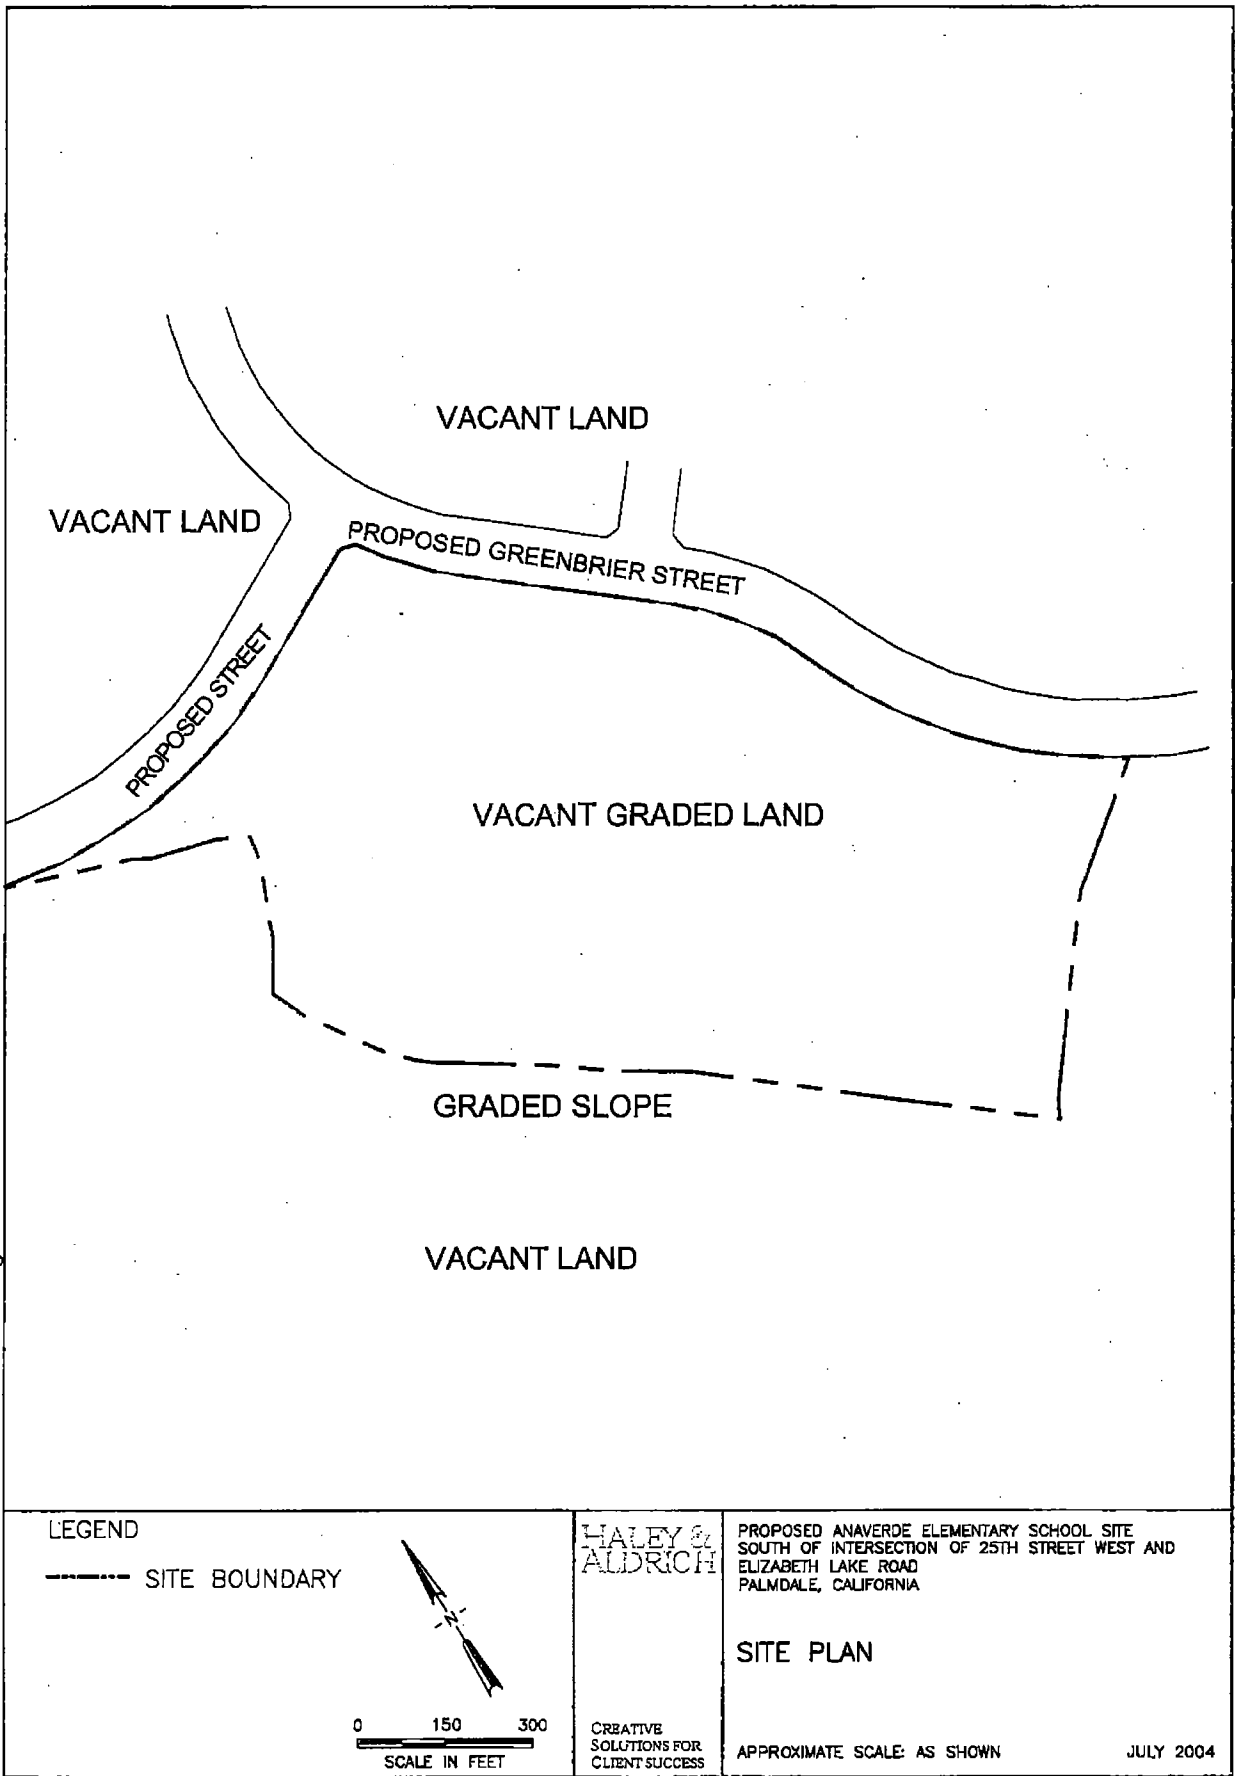 VACANT LAND
VACANT LAND
PROPOSED GREENBRIER STREET
PROPOSED STREET
VACANT GRADED LAND
GRADED SLOPE
VACANT LAND
LEGEND
SITE BOUNDARY
N
0 150 300
SCALE IN FEET
HALEY &
ALDRICH
CREATIVE
SOLUTIONS FOR
CLIENT SUCCESS
PROPOSED ANAVERDE ELEMENTARY SCHOOL SITE
SOUTH OF INTERSECTION OF 25TH STREET WEST AND
ELIZABETH LAKE ROAD
PALMDALE, CALIFORNIA
SITE PLAN
APPROXIMATE SCALE: AS SHOWN
JULY 2004